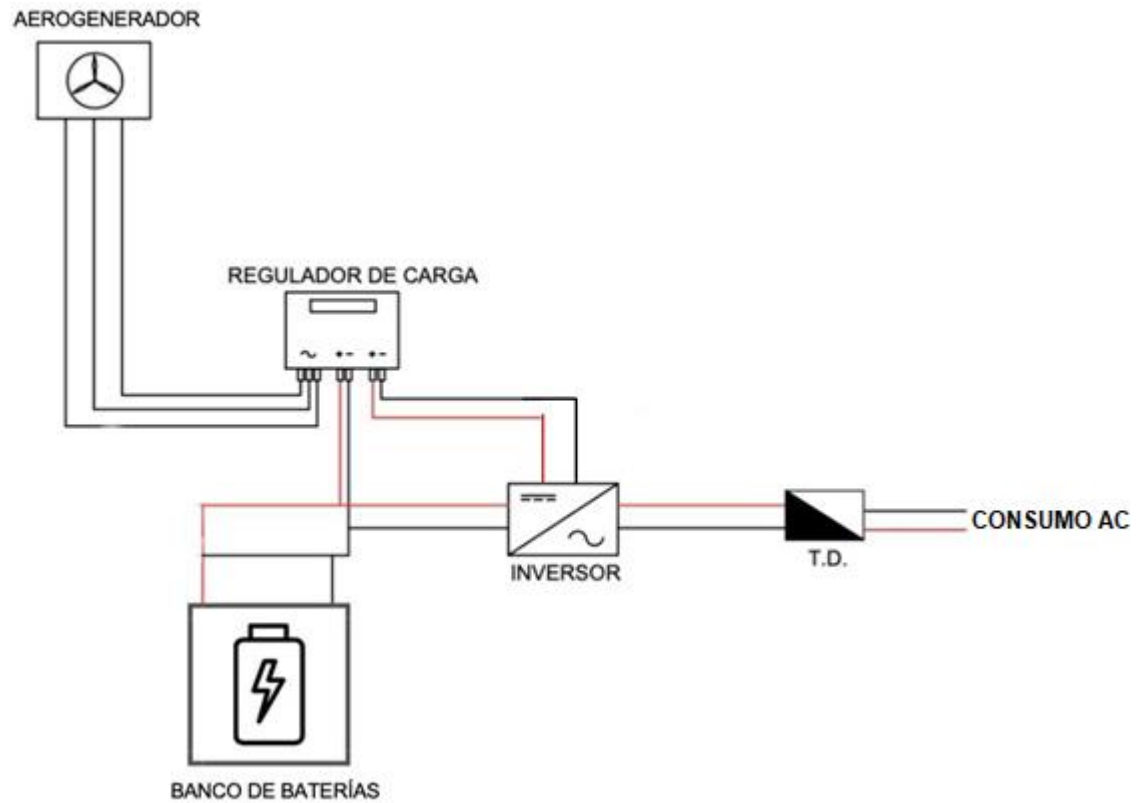 AEROGENERADOR
REGULADOR DE CARGA
+ - + -
CONSUMO AC
INVERSOR
T.D.
BANCO DE BATERÍAS